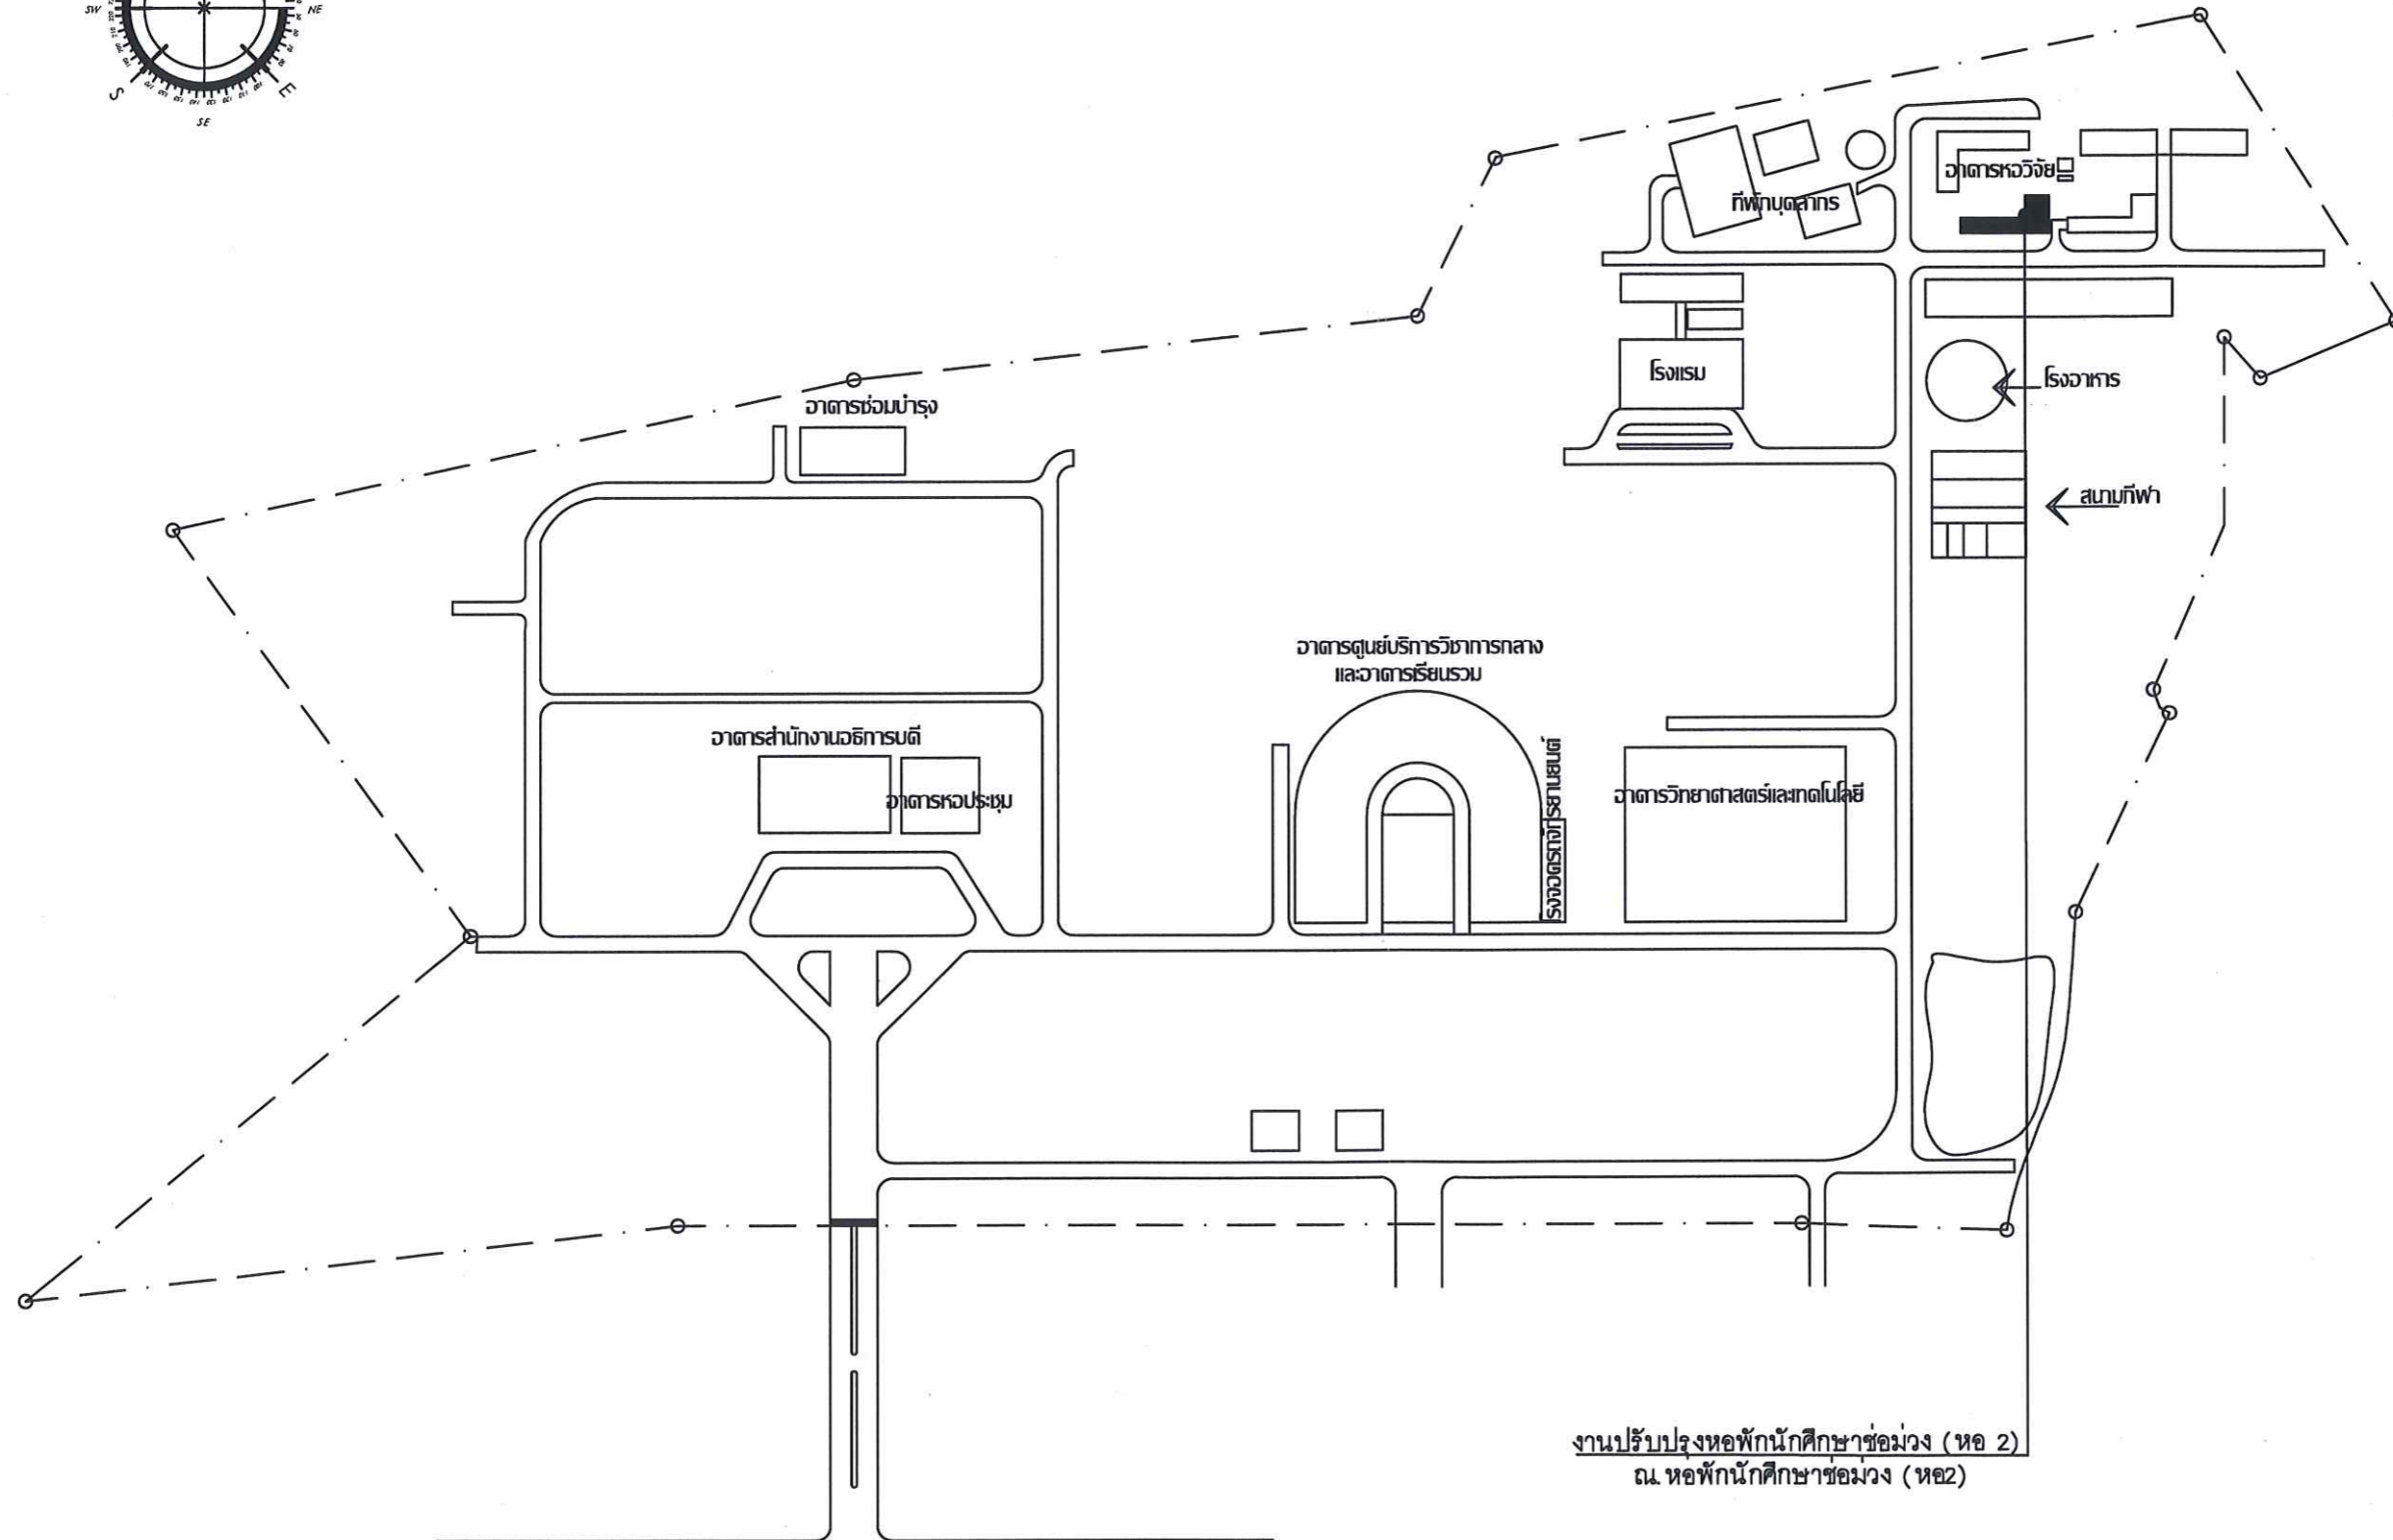 SW
NE
S
E
SE
อาคารหอวิจัย
ที่พักบุคลากร
โรงแรม
โรงอาหาร
อาคารซ่อมบำรุง
สนามกีฬา
อาคารศูนย์บริการวิชาการกลาง
และอาคารเรียนรวม
อาคารสำนักงานอธิการบดี
อาคารหอประชุม
โรงจอดรถจักรยานยนต์
อาคารวิทยาศาสตร์และเทคโนโลยี
งานปรับปรุงหอพักนักศึกษาช่อม่วง (หอ 2)
ณ. หอพักนักศึกษาช่อม่วง (หอ2)